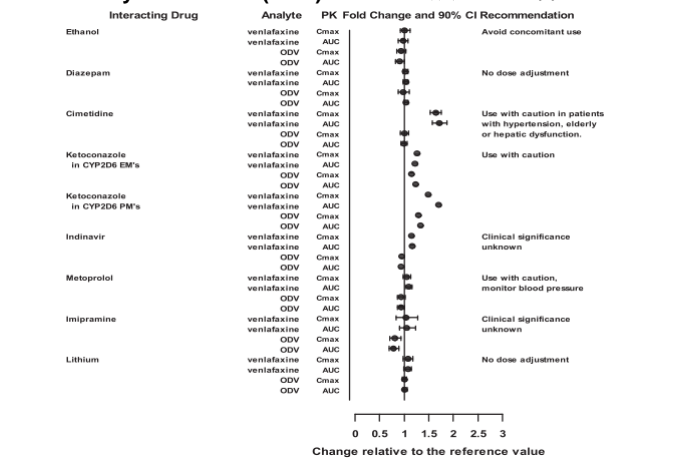 Interacting Drug Analyte PK Fold Change and 90% CI Recommendation
Ethanol venlafaxine Cmax Avoid concomitant use
venlafaxine AUC
ODV Cmax
ODV AUC
Diazepam venlafaxine Cmax No dose adjustment
venlafaxine AUC
ODV Cmax
ODV AUC
Cimetidine venlafaxine Cmax Use with caution in patients
venlafaxine AUC with hypertension, elderly
ODV Cmax or hepatic dysfunction.
ODV AUC
Ketoconazole venlafaxine Cmax Use with caution
in CYP2D6 EM's venlafaxine AUC
ODV Cmax
ODV AUC
Ketoconazole venlafaxine Cmax
in CYP2D6 PM's venlafaxine AUC
ODV Cmax
ODV AUC
Indinavir venlafaxine Cmax Clinical significance
venlafaxine AUC unknown
ODV Cmax
ODV AUC
Metoprolol venlafaxine Cmax Use with caution,
venlafaxine AUC monitor blood pressure
ODV Cmax
ODV AUC
Imipramine venlafaxine Cmax Clinical significance
venlafaxine AUC unknown
ODV Cmax
ODV AUC
Lithium venlafaxine Cmax No dose adjustment
venlafaxine AUC
ODV Cmax
ODV AUC
0 0.5 1 1.5 2 2.5 3
Change relative to the reference value